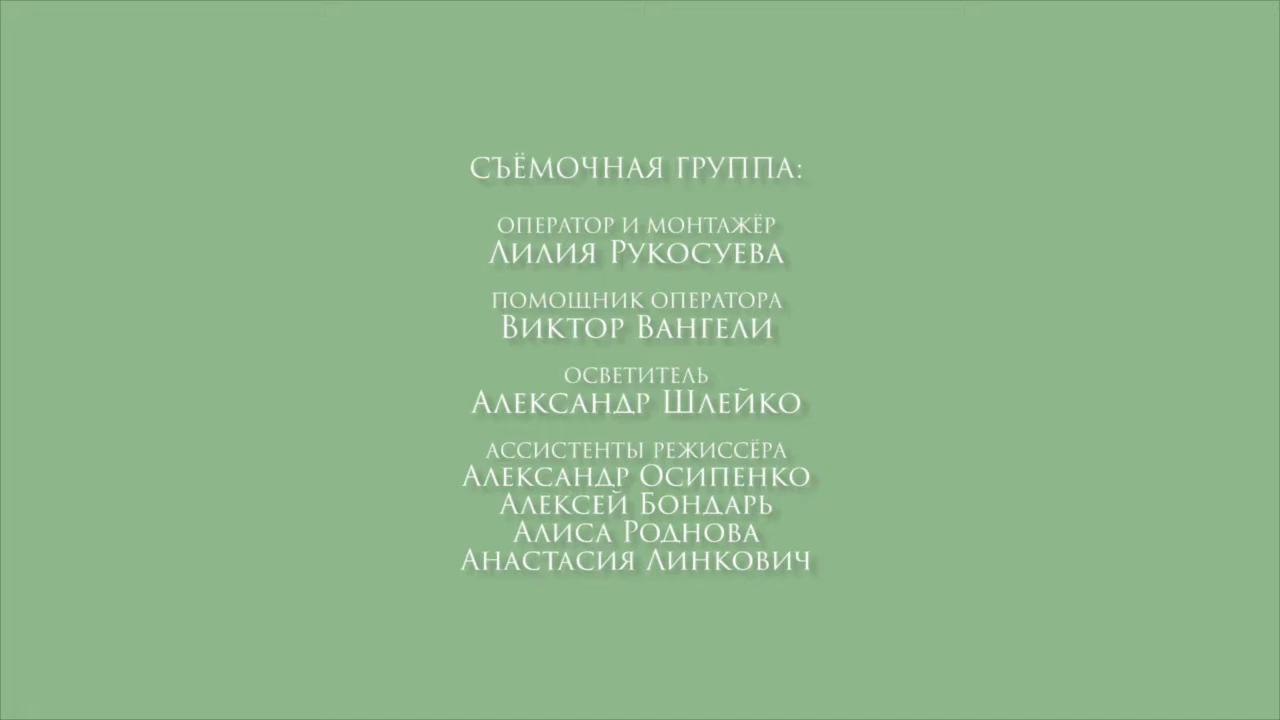 СЪЁМОЧНАЯ ГРУППА:
ОПЕРАТОР И МОНТАЖЁР
ЛИЛИЯ РУКОСУЕВА
ПОМОЩНИК ОПЕРАТОРА
ВИКТОР ВАНГЕЛИ
ОСВЕТИТЕЛЬ
АЛЕКСАНДР ШЛЕЙКО
АССИСТЕНТЫ РЕЖИССЁРА
АЛЕКСАНДР ОСИПЕНКО
АЛЕКСЕЙ БОНДАРЬ
АЛИСА РОДНОВА
АНАСТАСИЯ ЛИНКОВИЧ